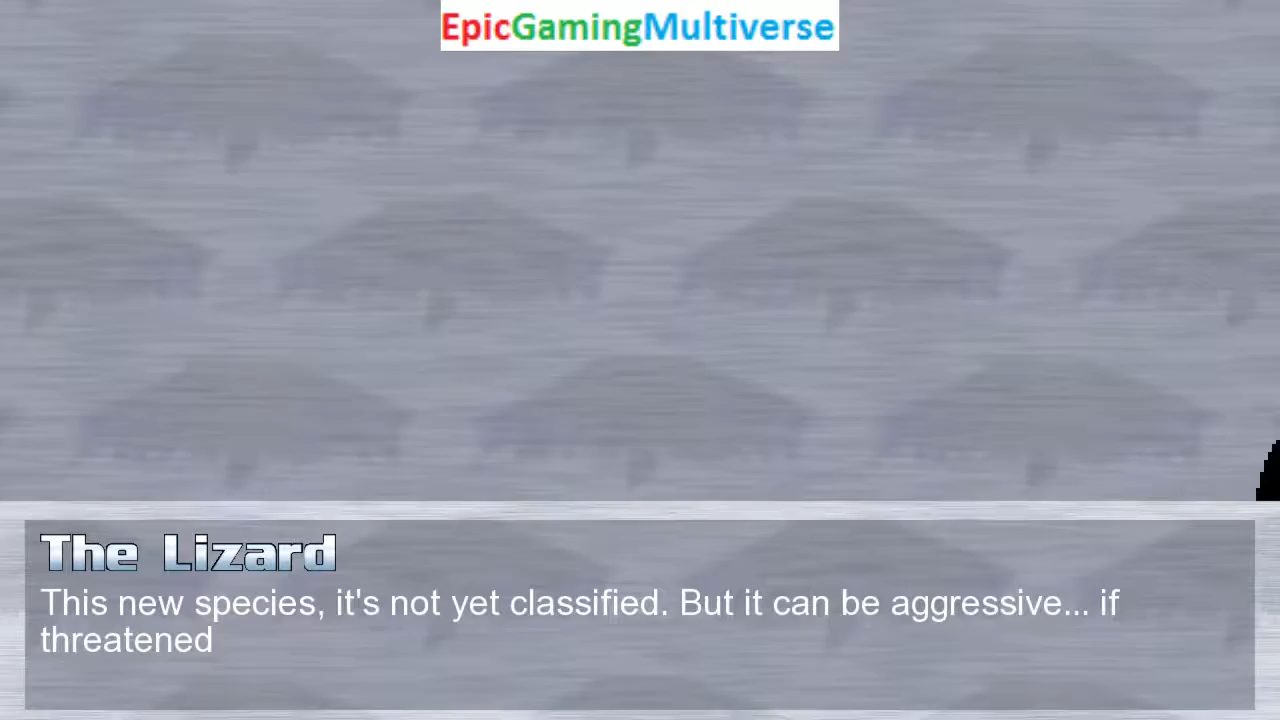 EpicGamingMultiverse
The Lizard
This new species, it's not yet classified. But it can be aggressive... if
threatened